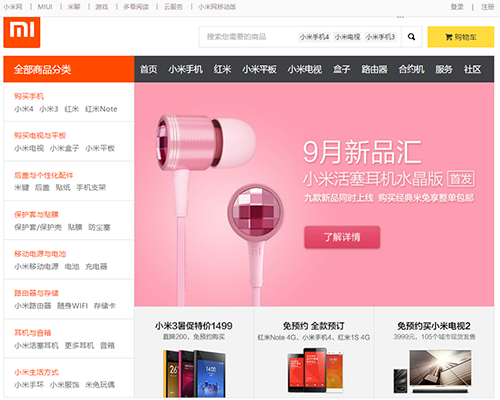 小米网 | MIUI | 米聊 | 游戏 | 多看阅读 | 云服务 | 小米网移动版
登录 | 注册
mi
搜索您需要的商品 小米手机4 小米电视 小米手机3
购物车
全部商品分类
首页 小米手机 红米 小米平板 小米电视 盒子 路由器 合约机 服务 社区
购买手机
小米4 小米3 红米 红米Note
购买电视与平板
小米电视 小米盒子 小米平板
后盖与个性化配件
米键 后盖 贴纸 手机支架
保护套与贴膜
保护套/保护壳 贴膜 防尘塞
移动电源与电池
小米移动电源 电池 充电器
路由器与存储
小米路由器 随身WIFI 存储卡
耳机与音箱
小米活塞耳机 更多耳机 音箱
小米生活方式
小米手环 小米服饰 米兔玩偶
9月新品汇
小米活塞耳机水晶版 首发
九款新品同时上线 购买经典米兔享整单包邮
了解详情
小米3暑促特价1499
直降200，免预约购买
免预约 全款预订
红米Note 4G、小米手机4、红米1S 4G
免预约买小米电视2
3999元，105个城市现货发售